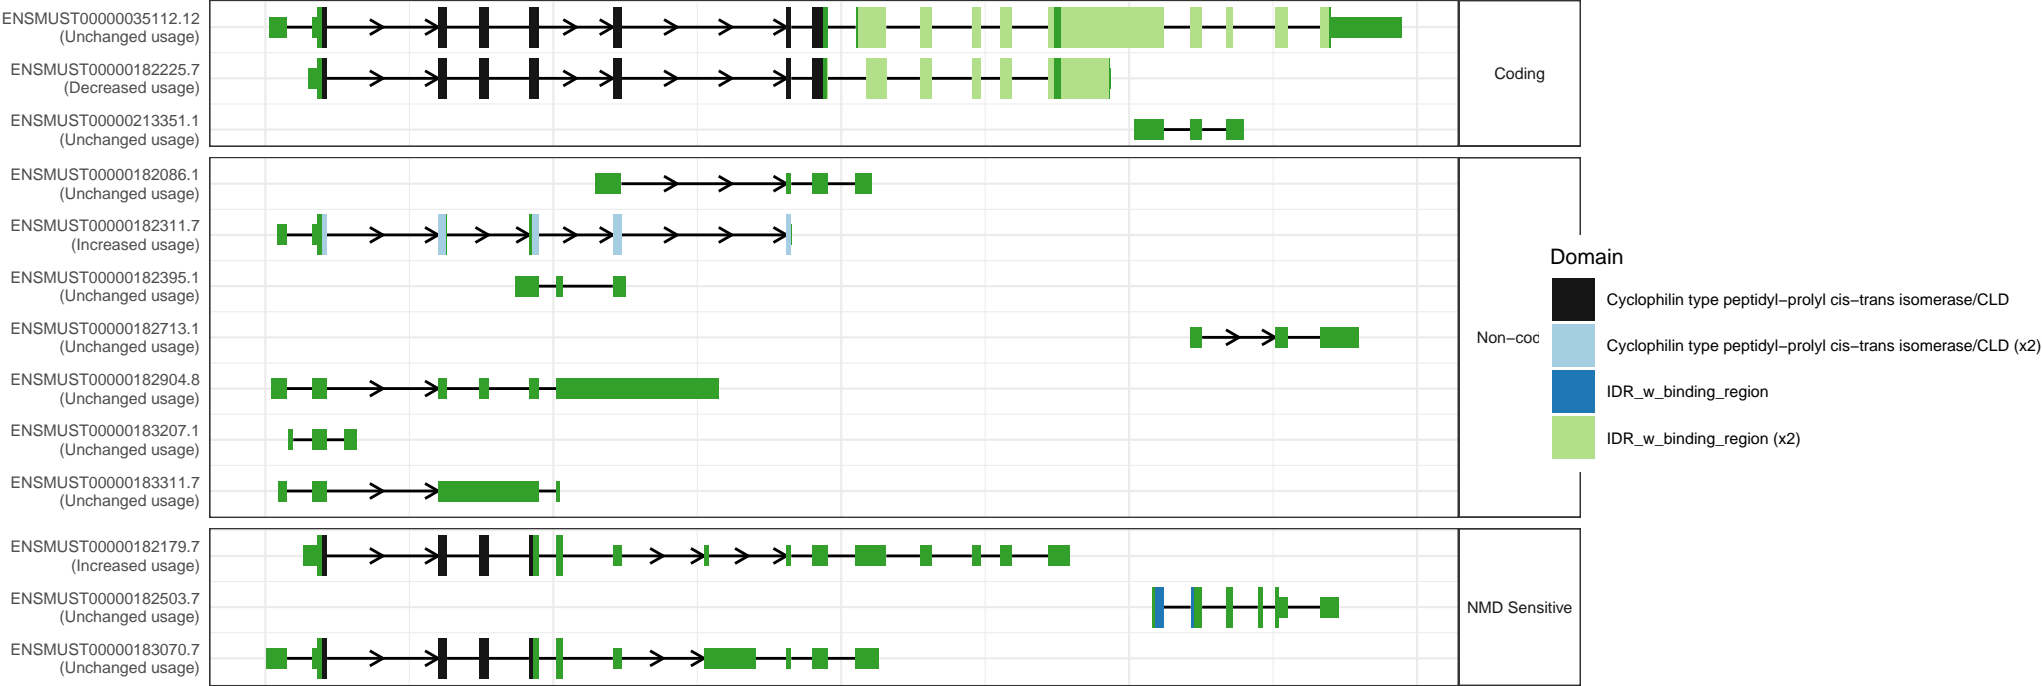 ENSMUST00000035112.12
(Unchanged usage)
ENSMUST00000182225.7
(Decreased usage)
ENSMUST00000213351.1
(Unchanged usage)
Coding
ENSMUST00000182086.1
(Unchanged usage)
ENSMUST00000182311.7
(Increased usage)
ENSMUST00000182395.1
(Unchanged usage)
ENSMUST00000182713.1
(Unchanged usage)
ENSMUST00000182904.8
(Unchanged usage)
ENSMUST00000183207.1
(Unchanged usage)
ENSMUST00000183311.7
(Unchanged usage)
Non−cod
ENSMUST00000182179.7
(Increased usage)
ENSMUST00000182503.7
(Unchanged usage)
ENSMUST00000183070.7
(Unchanged usage)
NMD Sensitive
Domain
Cyclophilin type peptidyl−prolyl cis−trans isomerase/CLD
Cyclophilin type peptidyl−prolyl cis−trans isomerase/CLD (x2)
IDR_w_binding_region
IDR_w_binding_region (x2)